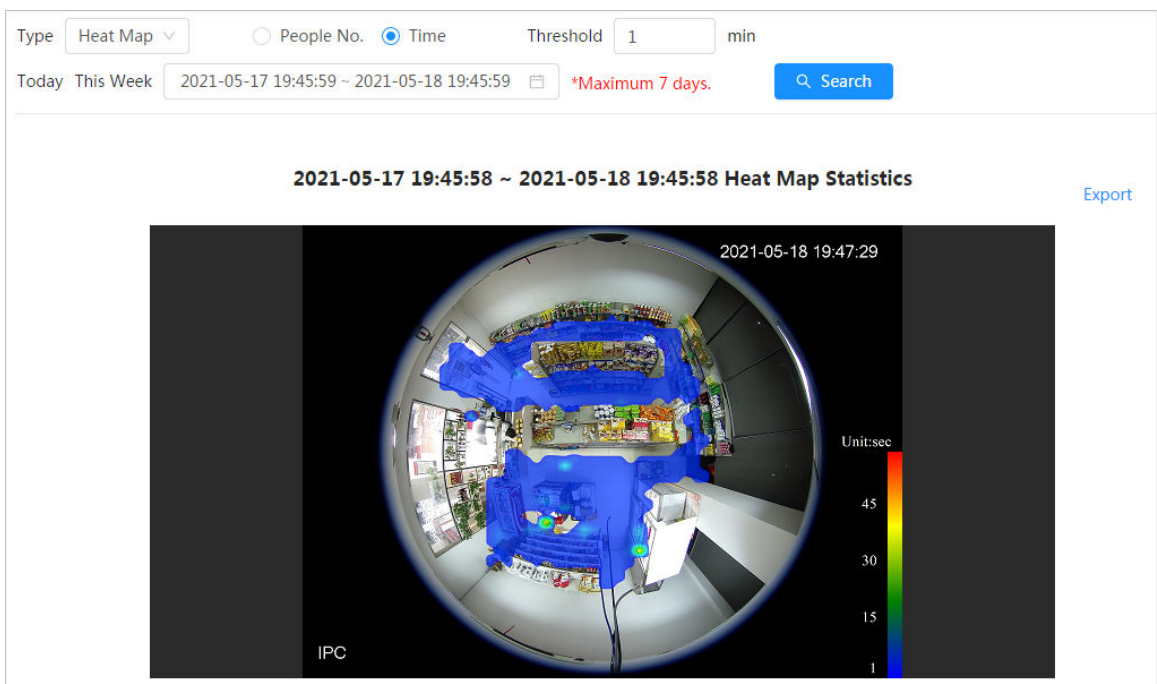 Type Heat Map People No. Time Threshold 1 min
Today This Week 2021-05-17 19:45:59 ~ 2021-05-18 19:45:59 *Maximum 7 days. Search
2021-05-17 19:45:58 ~ 2021-05-18 19:45:58 Heat Map Statistics
Export
2021-05-18 19:47:29
Unit:sec
45
30
15
1
IPC